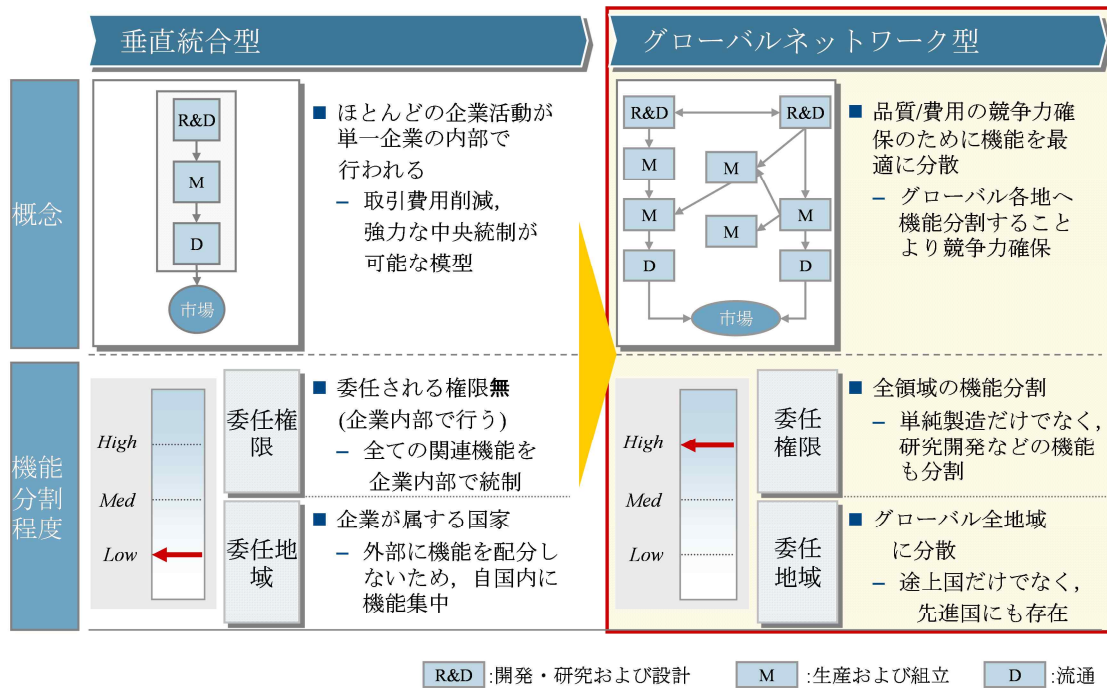 垂直統合型
グローバルネットワーク型
概念
R&D
M
D
市場
■ ほとんどの企業活動が
単一企業の内部で
行われる
– 取引費用削減,
強力な中央統制が
可能な模型
R&D
R&D
M
M
M
M
M
D
D
市場
■ 品質/費用の競争力確
保のために機能を最
適に分散
– グローバル各地へ
機能分割すること
より競争力確保
機能
分割
程度
High
Med
Low
委任権
限
■ 委任される権限無
(企業内部で行う)
– 全ての関連機能を
企業内部で統制
委任地
域
■ 企業が属する国家
– 外部に機能を配分し
ないため, 自国内に
機能集中
High
Med
Low
委任
権限
■ 全領域の機能分割
– 単純製造だけでなく,
研究開発などの機能
も分割
委任
地域
■ グローバル全地域
に分散
– 途上国だけでなく,
先進国にも存在
R&D :開発・研究および設計 M :生産および組立 D :流通